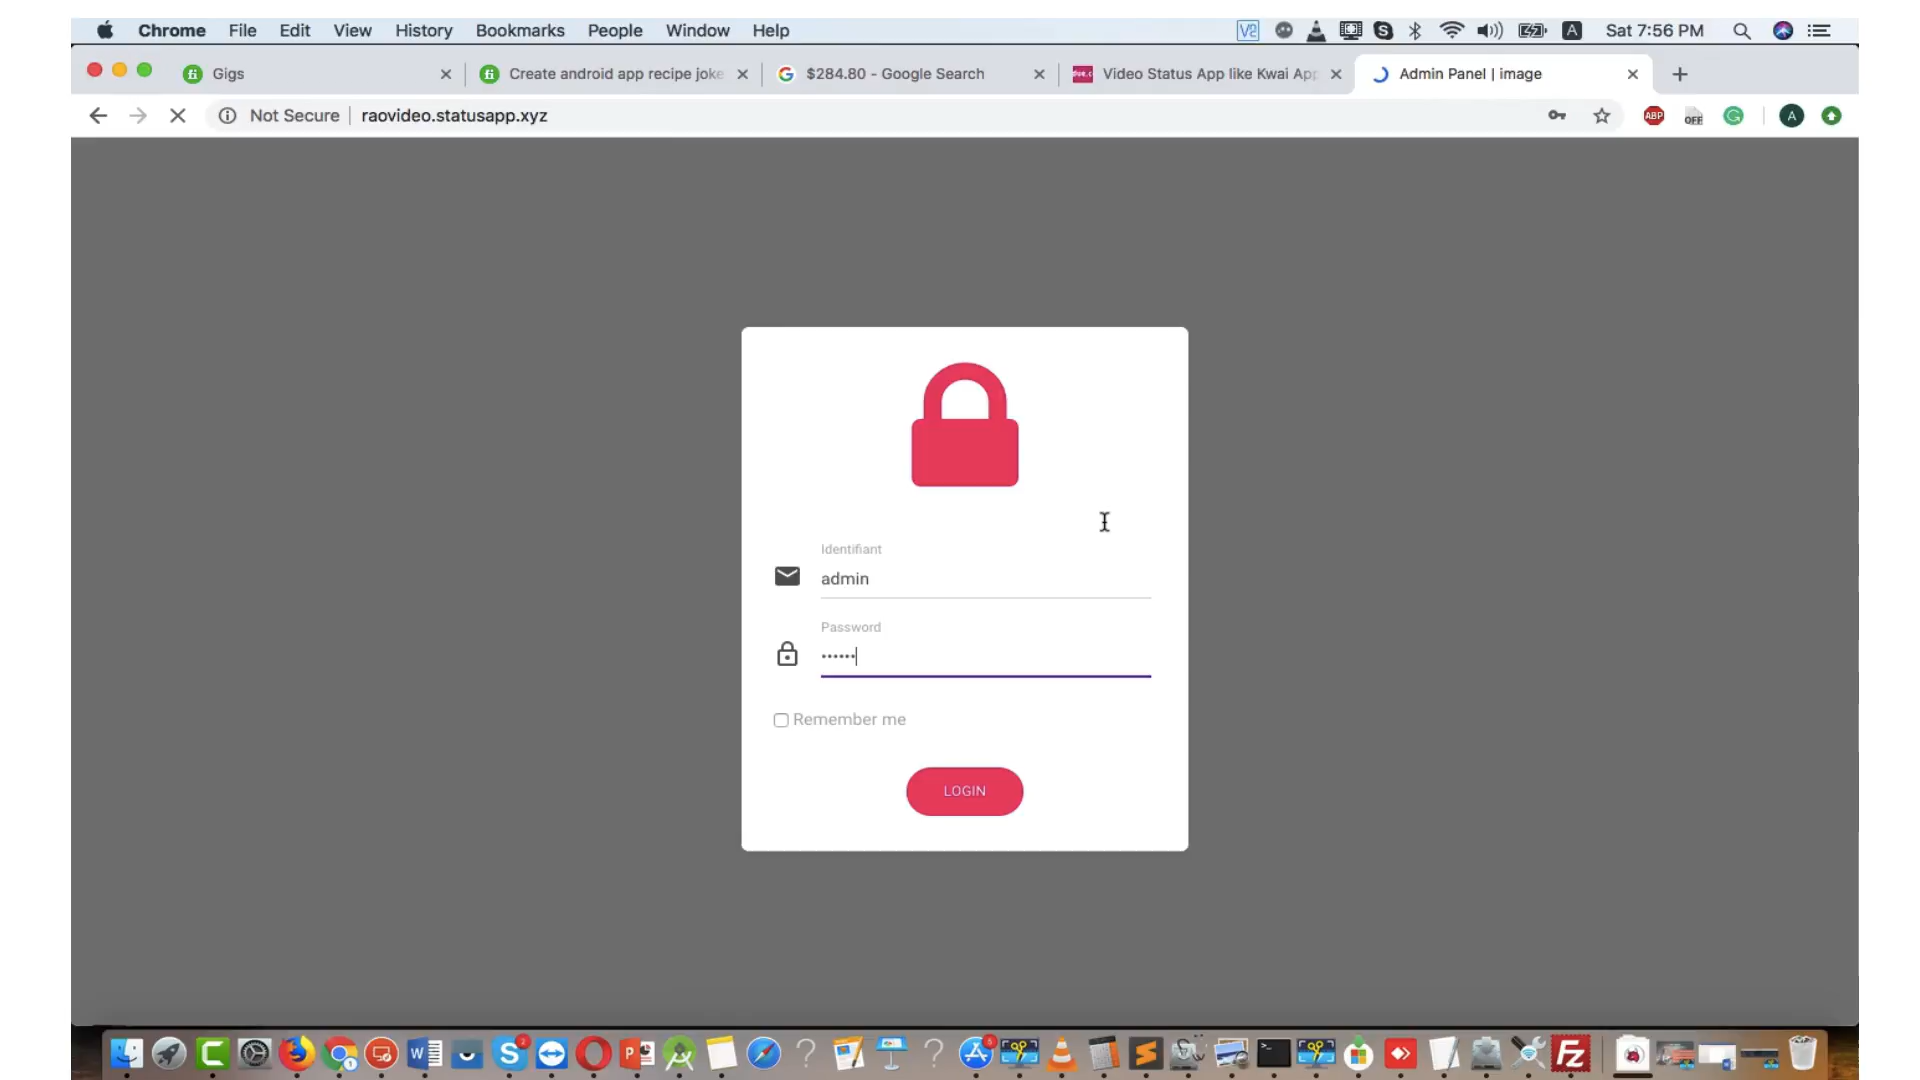 Chrome File Edit View History Bookmarks People Window Help Sat 7:56 PM
Gigs Create android app recipe joke $284.80 - Google Search Video Status App like Kwai App Admin Panel | image
Not Secure raovideo.statusapp.xyz ABP OFF A
Identifiant
admin
Password
••••••
Remember me
LOGIN